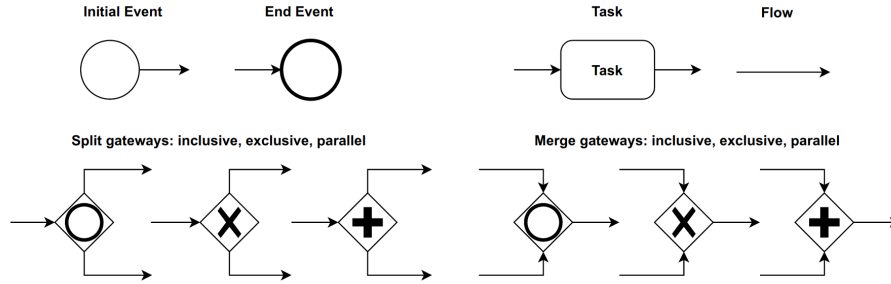 Initial Event
End Event
Task
Flow
Task
Split gateways: inclusive, exclusive, parallel
Merge gateways: inclusive, exclusive, parallel